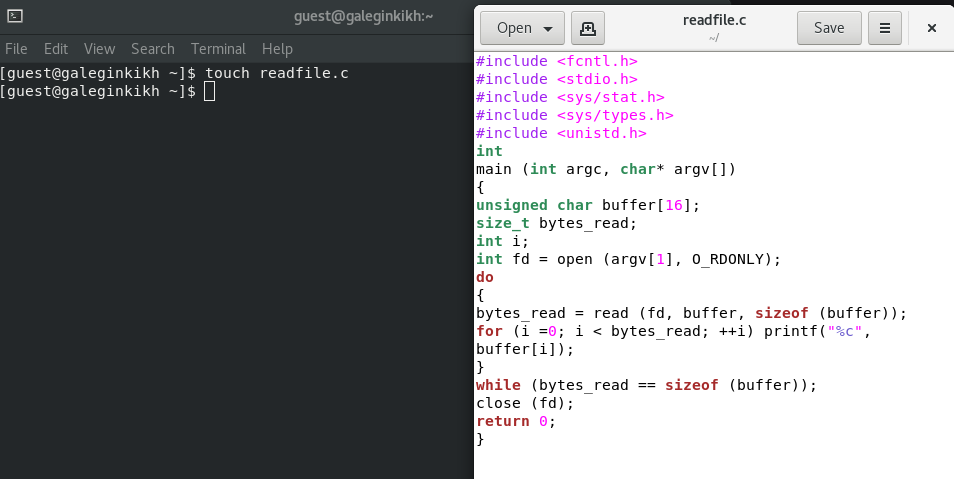 guest@galeginkikh:~
File Edit View Search Terminal Help
[guest@galeginkikh ~]$ touch readfile.c
[guest@galeginkikh ~]$
Open
readfile.c
~/
Save
#include <fcntl.h>
#include <stdio.h>
#include <sys/stat.h>
#include <sys/types.h>
#include <unistd.h>
int
main (int argc, char* argv[])
{
unsigned char buffer[16];
size_t bytes_read;
int i;
int fd = open (argv[1], O_RDONLY);
do
{
bytes_read = read (fd, buffer, sizeof (buffer));
for (i =0; i < bytes_read; ++i) printf("%c",
buffer[i]);
}
while (bytes_read == sizeof (buffer));
close (fd);
return 0;
}